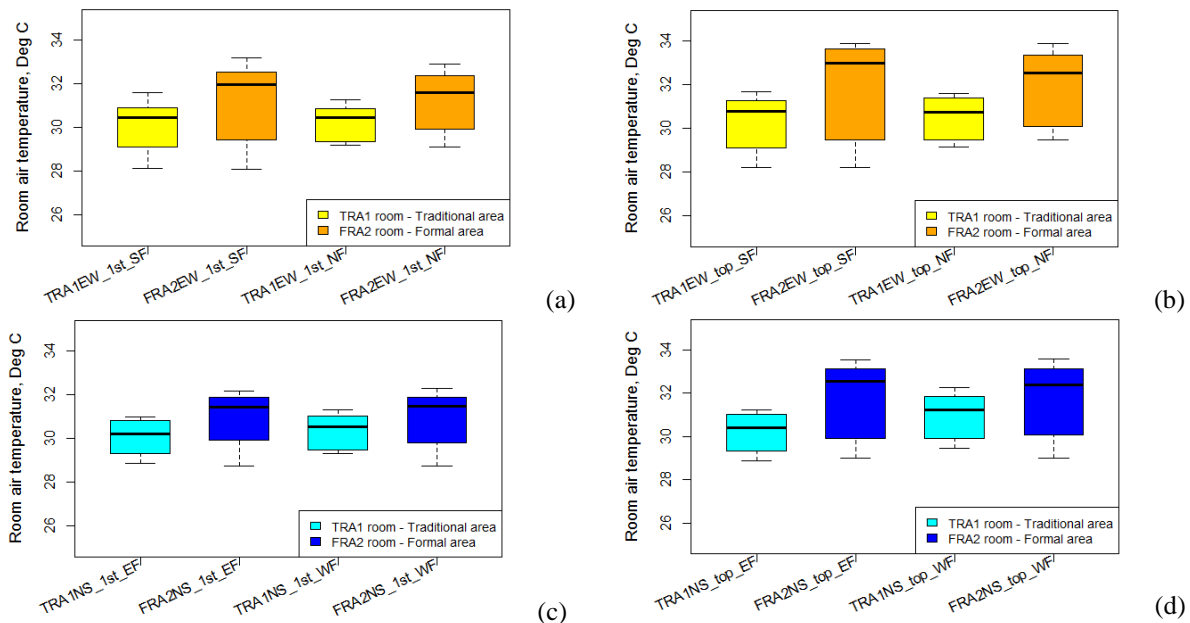 Room air temperature, Deg C
34
32
30
28
26
TRA1 room - Traditional area
FRA2 room - Formal area
TRA1EW_1st_SF
FRA2EW_1st_SF
TRA1EW_1st_NF
FRA2EW_1st_NF
(a)
Room air temperature, Deg C
34
32
30
28
26
TRA1 room - Traditional area
FRA2 room - Formal area
TRA1EW_top_SF
FRA2EW_top_SF
TRA1EW_top_NF
FRA2EW_top_NF
(b)
Room air temperature, Deg C
34
32
30
28
26
TRA1 room - Traditional area
FRA2 room - Formal area
TRA1NS_1st_EF
FRA2NS_1st_EF
TRA1NS_1st_WF
FRA2NS_1st_WF
(c)
Room air temperature, Deg C
34
32
30
28
26
TRA1 room - Traditional area
FRA2 room - Formal area
TRA1NS_top_EF
FRA2NS_top_EF
TRA1NS_top_WF
FRA2NS_top_WF
(d)